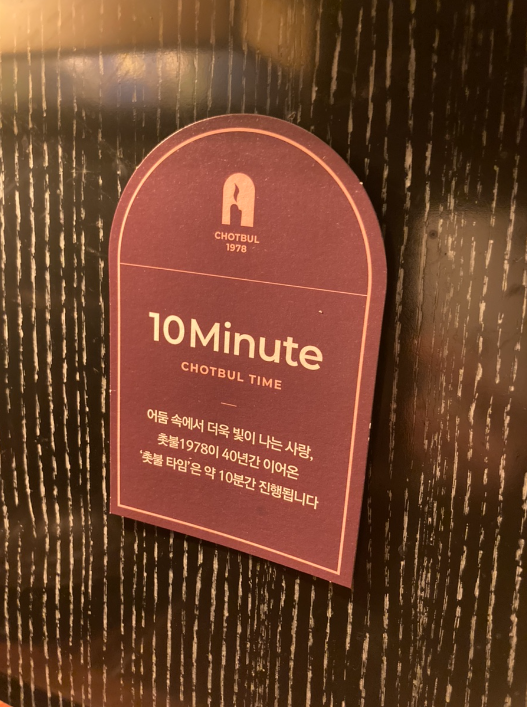 CHOTBUL
1978
10 Minute
CHOTBUL TIME
어둠 속에서 더욱 빛이 나는 사랑,
촛불1978이 40년간 이어온
'촛불 타임'은 약 10분간 진행됩니다